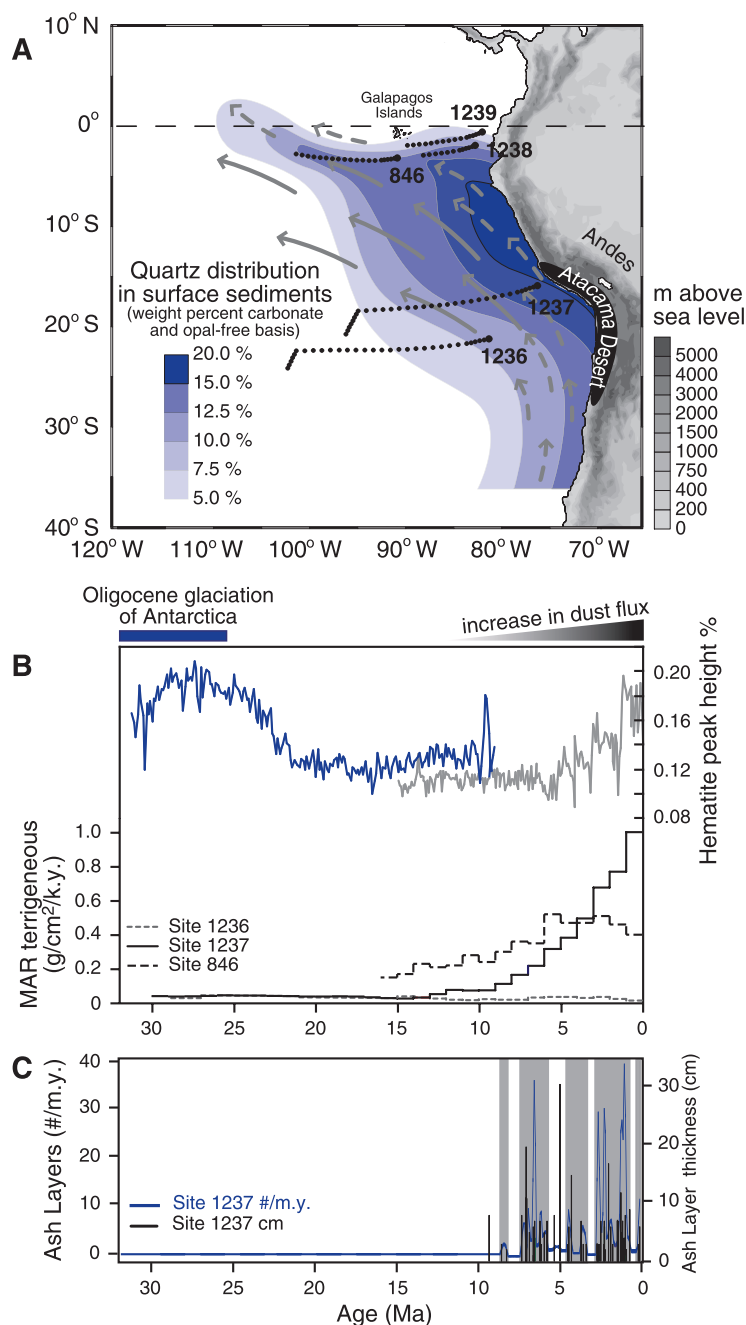 A
10° N
0°
10° S
20° S
30° S
40° S
120° W
110° W
100° W
90° W
80° W
70° W
Galapagos
Islands
1239
1238
846
1237
1236
Andes
Atacama Desert
Quartz distribution
in surface sediments
(weight percent carbonate
and opal-free basis)
20.0 %
15.0 %
12.5 %
10.0 %
7.5 %
5.0 %
m above
sea level
5000
4000
3000
2000
1500
1000
750
400
200
0
Oligocene glaciation
of Antarctica
increase in dust flux
B
0.20
0.16
0.12
0.08
Hematite peak height %
1.0
0.8
0.6
0.4
0.2
0
MAR terrigeneous
(g/cm²/k.y.)
Site 1236
Site 1237
Site 846
30
25
20
15
10
5
0
C
40
30
20
10
0
Ash Layers (#/m.y.)
Site 1237 #/m.y.
Site 1237 cm
30
20
10
0
Ash Layer thickness (cm)
30
25
20
15
10
5
0
Age (Ma)